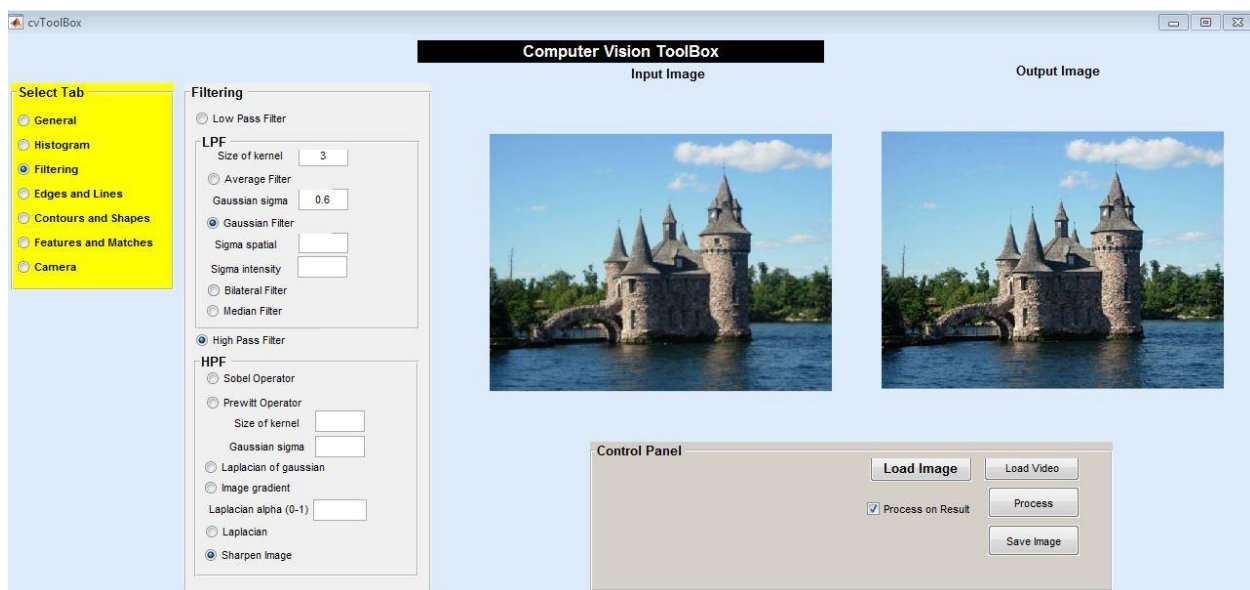 cvToolBox
Computer Vision ToolBox
Input Image
Output Image
Select Tab
General
Histogram
Filtering
Edges and Lines
Contours and Shapes
Features and Matches
Camera
Filtering
Low Pass Filter
LPF
Size of kernel 3
Average Filter
Gaussian sigma 0.6
Gaussian Filter
Sigma spatial
Sigma intensity
Bilateral Filter
Median Filter
High Pass Filter
HPF
Sobel Operator
Prewitt Operator
Size of kernel
Gaussian sigma
Laplacian of gaussian
Image gradient
Laplacian alpha (0-1)
Laplacian
Sharpen Image
Control Panel
Load Image Load Video
Process on Result Process
Save Image